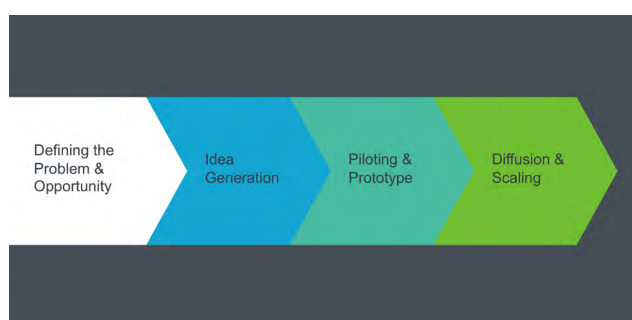 Defining the
Problem &
Opportunity
Idea
Generation
Piloting &
Prototype
Diffusion &
Scaling